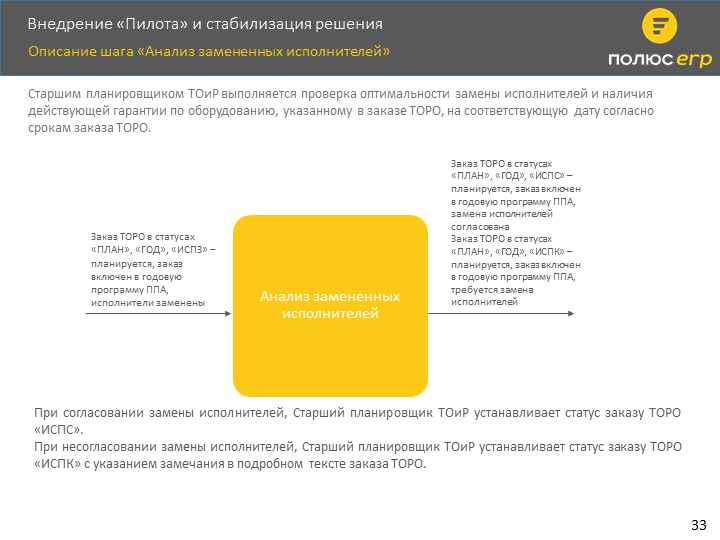 Внедрение «Пилота» и стабилизация решения
Описание шага «Анализ замененных исполнителей»
ПОЛЮС erp
Старшим планировщиком ТОиР выполняется проверка оптимальности замены исполнителей и наличия
действующей гарантии по оборудованию, указанному в заказе ТОРО, на соответствующую дату согласно
срокам заказа ТОРО.
Заказ ТОРО в статусах
«ПЛАН», «ГОД», «ИСПЗ» –
планируется, заказ
включен в годовую
программу ППА,
исполнители заменены
Анализ замененных
исполнителей
Заказ ТОРО в статусах
«ПЛАН», «ГОД», «ИСПС» –
планируется, заказ включен
в годовую программу ППА,
замена исполнителей
согласована
Заказ ТОРО в статусах
«ПЛАН», «ГОД», «ИСПК» –
планируется, заказ включен
в годовую программу ППА,
требуется замена
исполнителей
При согласовании замены исполнителей, Старший планировщик ТОиР устанавливает статус заказу ТОРО
«ИСПС».
При несогласовании замены исполнителей, Старший планировщик ТОиР устанавливает статус заказу ТОРО
«ИСПК» с указанием замечания в подробном тексте заказа ТОРО.
33